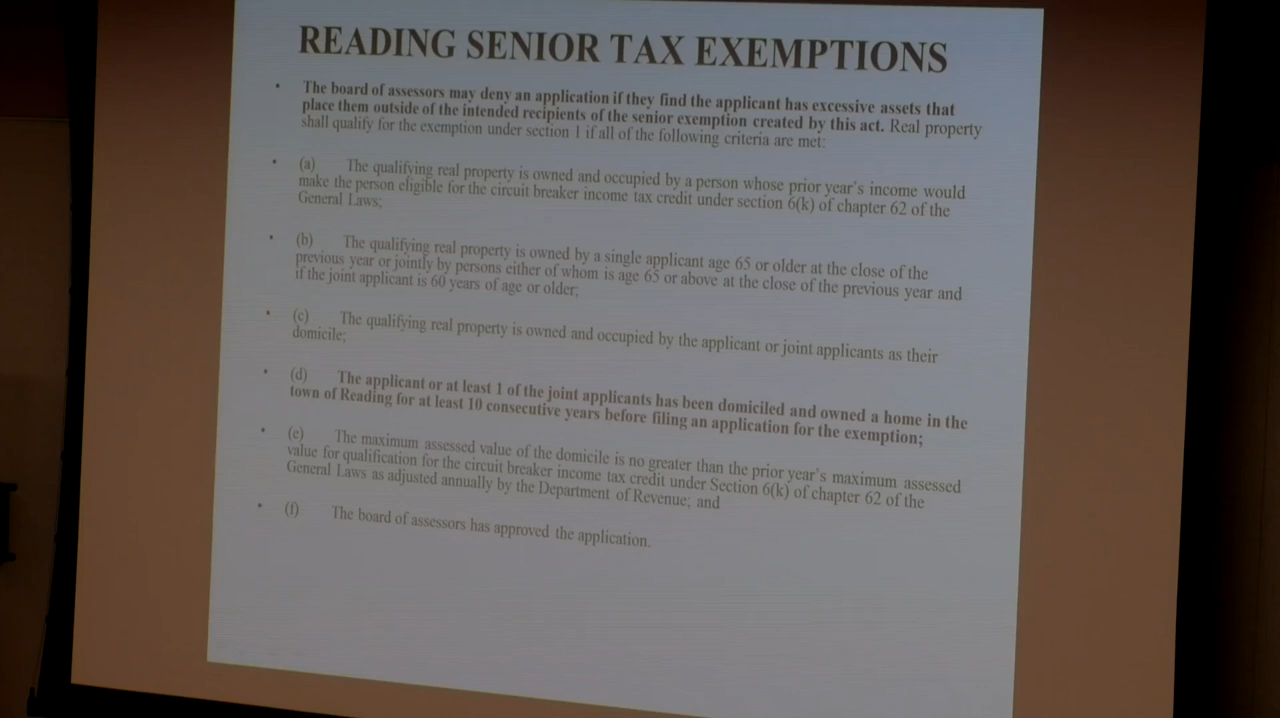 READING SENIOR TAX EXEMPTIONS
• The board of assessors may deny an application if they find the applicant has excessive assets that
place them outside of the intended recipients of the senior exemption created by this act. Real property
shall qualify for the exemption under section 1 if all of the following criteria are met:
• (a) The qualifying real property is owned and occupied by a person whose prior year's income would
make the person eligible for the circuit breaker income tax credit under section 6(k) of chapter 62 of the
General Laws;
• (b) The qualifying real property is owned by a single applicant age 65 or older at the close of the
previous year or jointly by persons either of whom is age 65 or above at the close of the previous year and
if the joint applicant is 60 years of age or older;
• (c) The qualifying real property is owned and occupied by the applicant or joint applicants as their
domicile;
• (d) The applicant or at least 1 of the joint applicants has been domiciled and owned a home in the
town of Reading for at least 10 consecutive years before filing an application for the exemption;
• (e) The maximum assessed value of the domicile is no greater than the prior year's maximum assessed
value for qualification for the circuit breaker income tax credit under Section 6(k) of chapter 62 of the
General Laws as adjusted annually by the Department of Revenue; and
• (f) The board of assessors has approved the application.